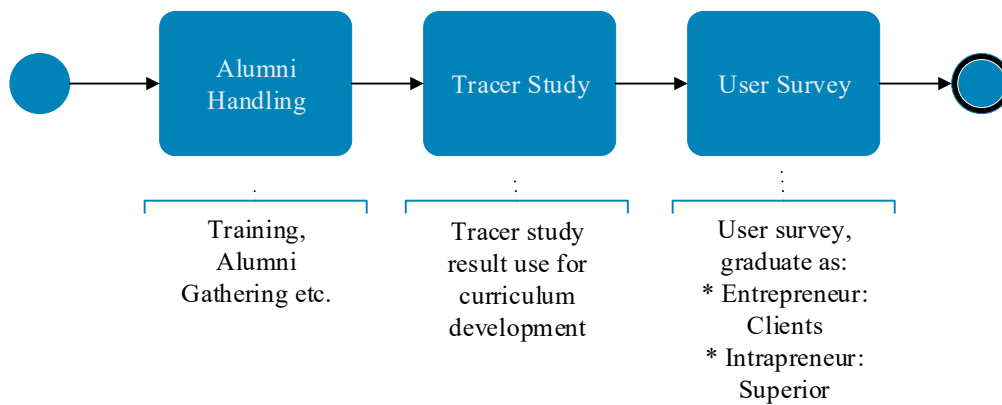 Alumni
Handling
Tracer Study
User Survey
Training,
Alumni
Gathering etc.
Tracer study
result use for
curriculum
development
User survey,
graduate as:
* Entrepreneur:
Clients
* Intrapreneur:
Superior